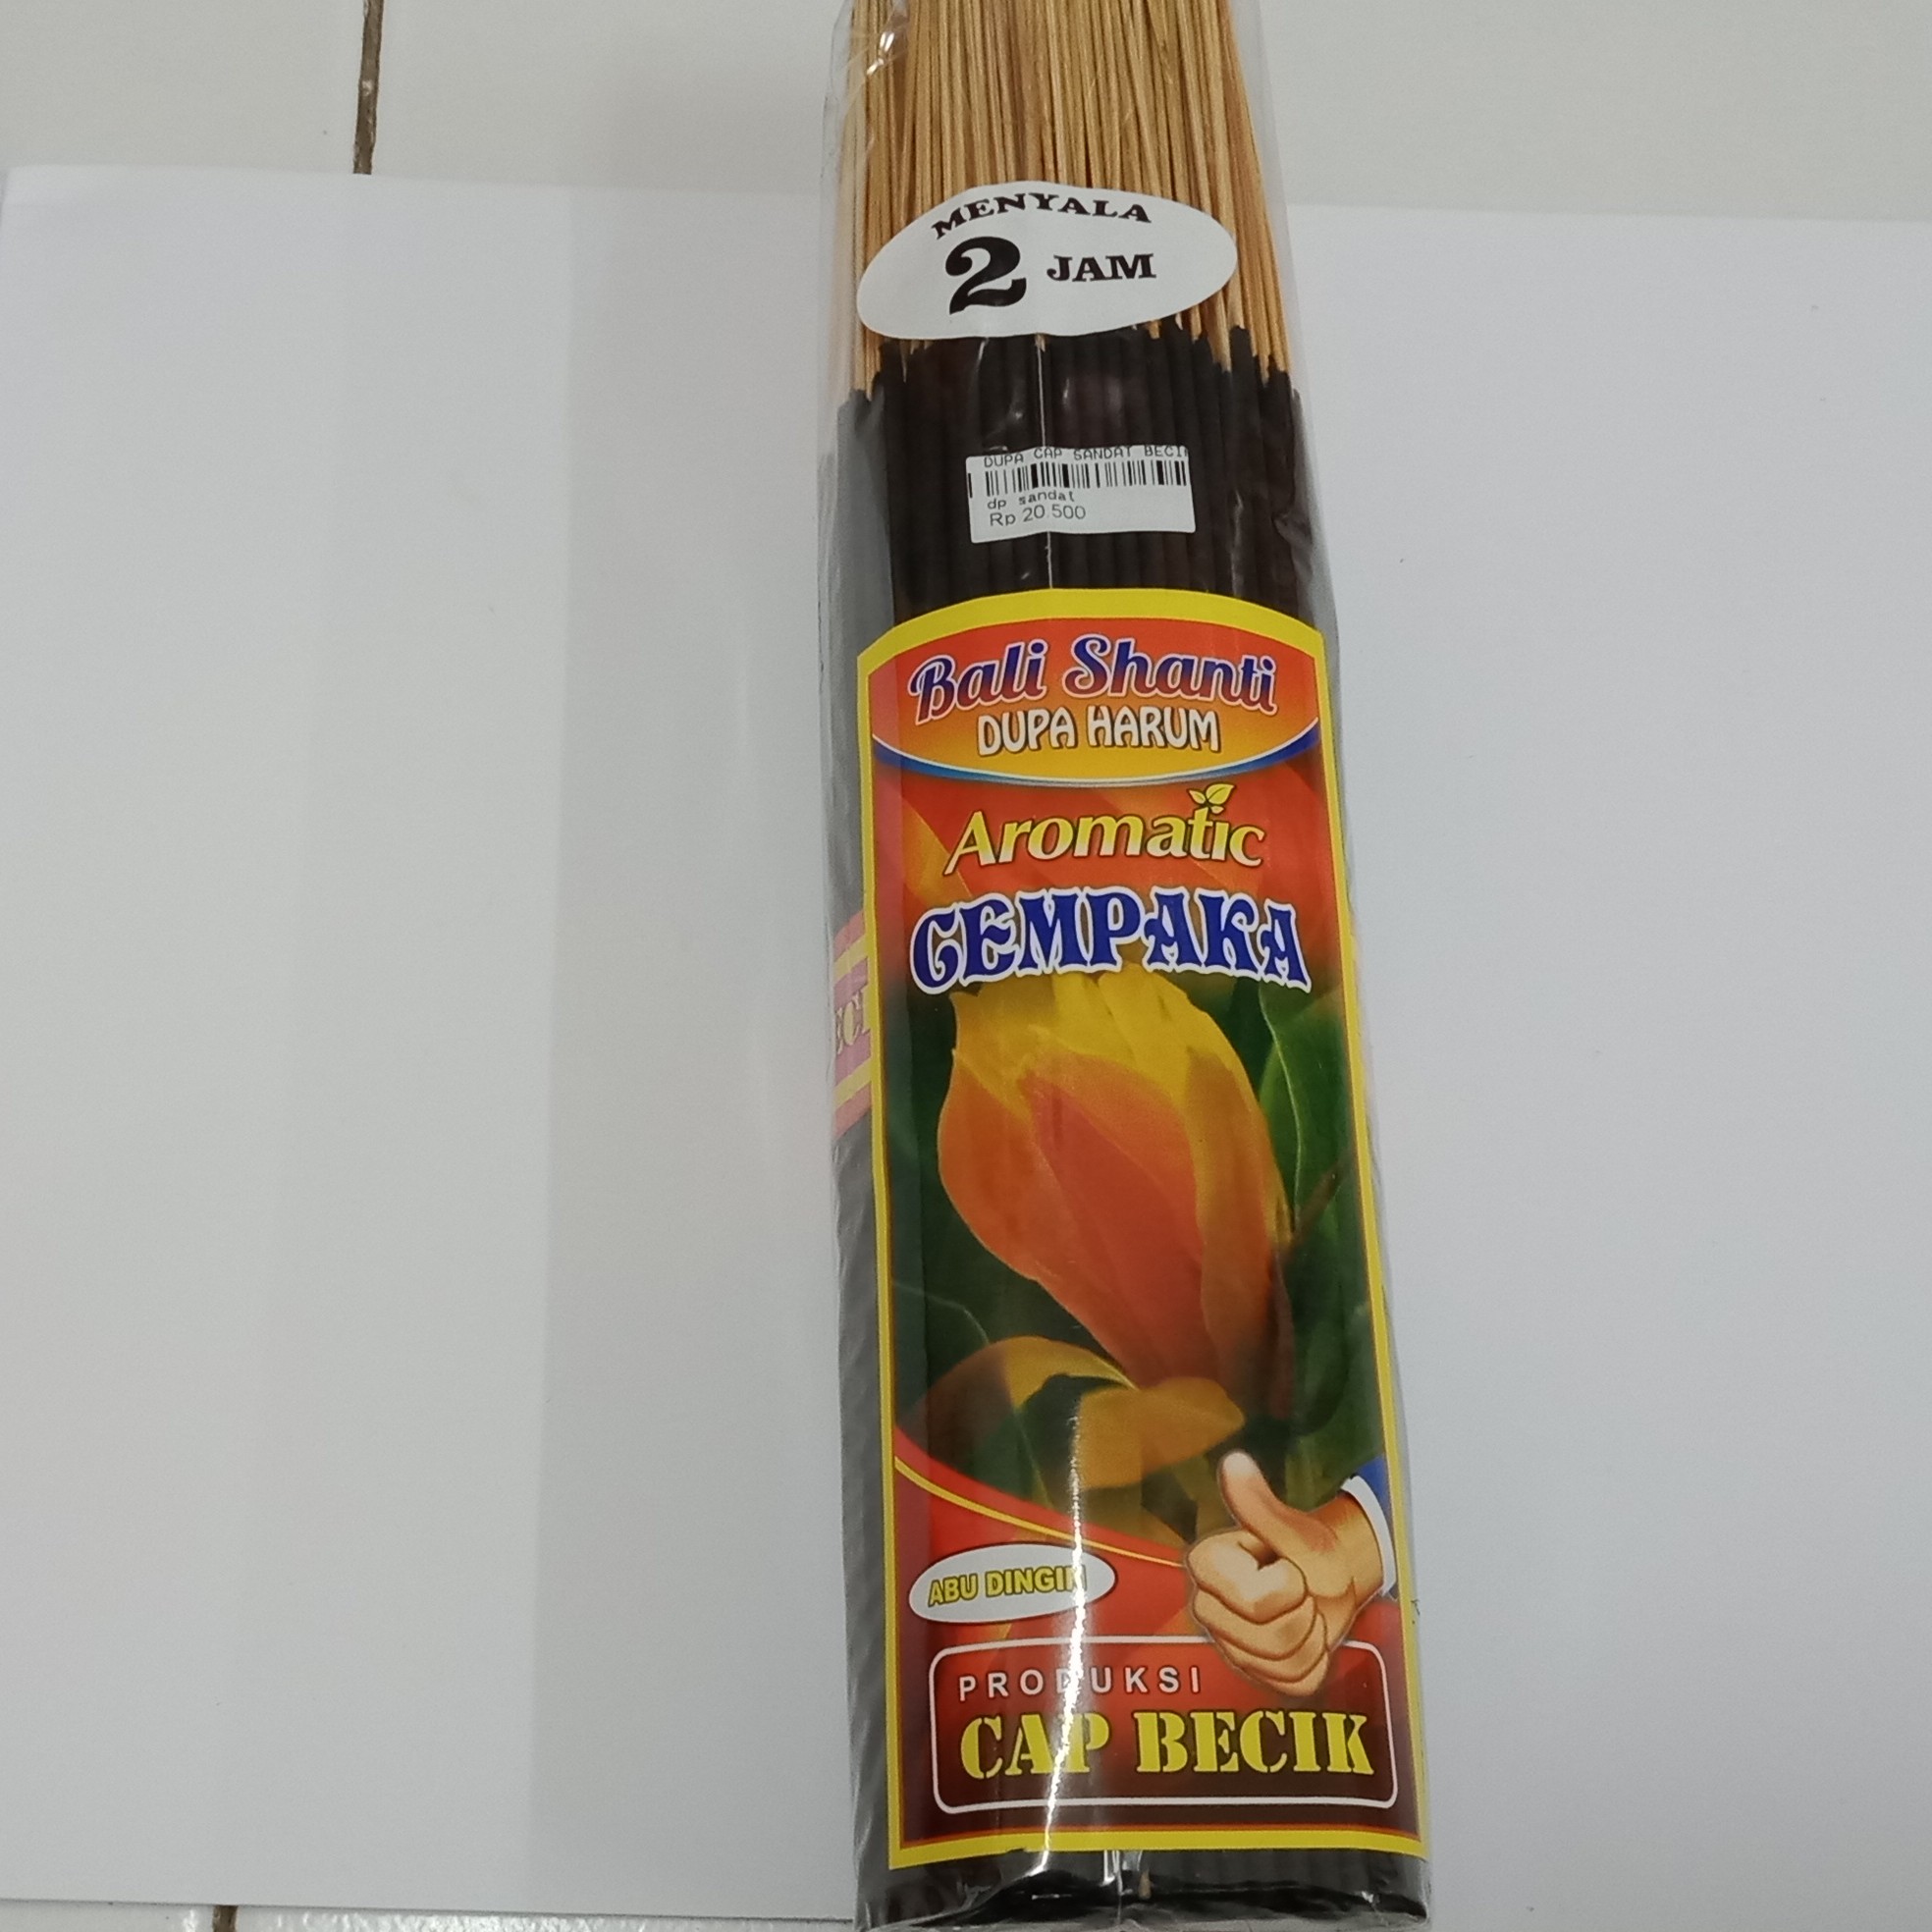 MENYALA
2 JAM
DUPA CAP SANDAT
dp sandat
Rp 20.500
Bali Shanti
DUPA HARUM
Aromatic
CEMPAKA
ABU DINGIN
PRODUKSI
CAP BECIK